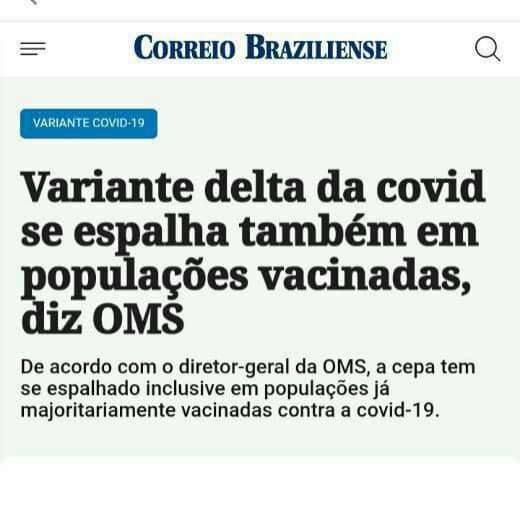 CORREIO BRAZILIENSE
VARIANTE COVID-19
Variante delta da covid
se espalha também em
populações vacinadas,
diz OMS
De acordo com o diretor-geral da OMS, a cepa tem
se espalhado inclusive em populações já
majoritariamente vacinadas contra a covid-19.